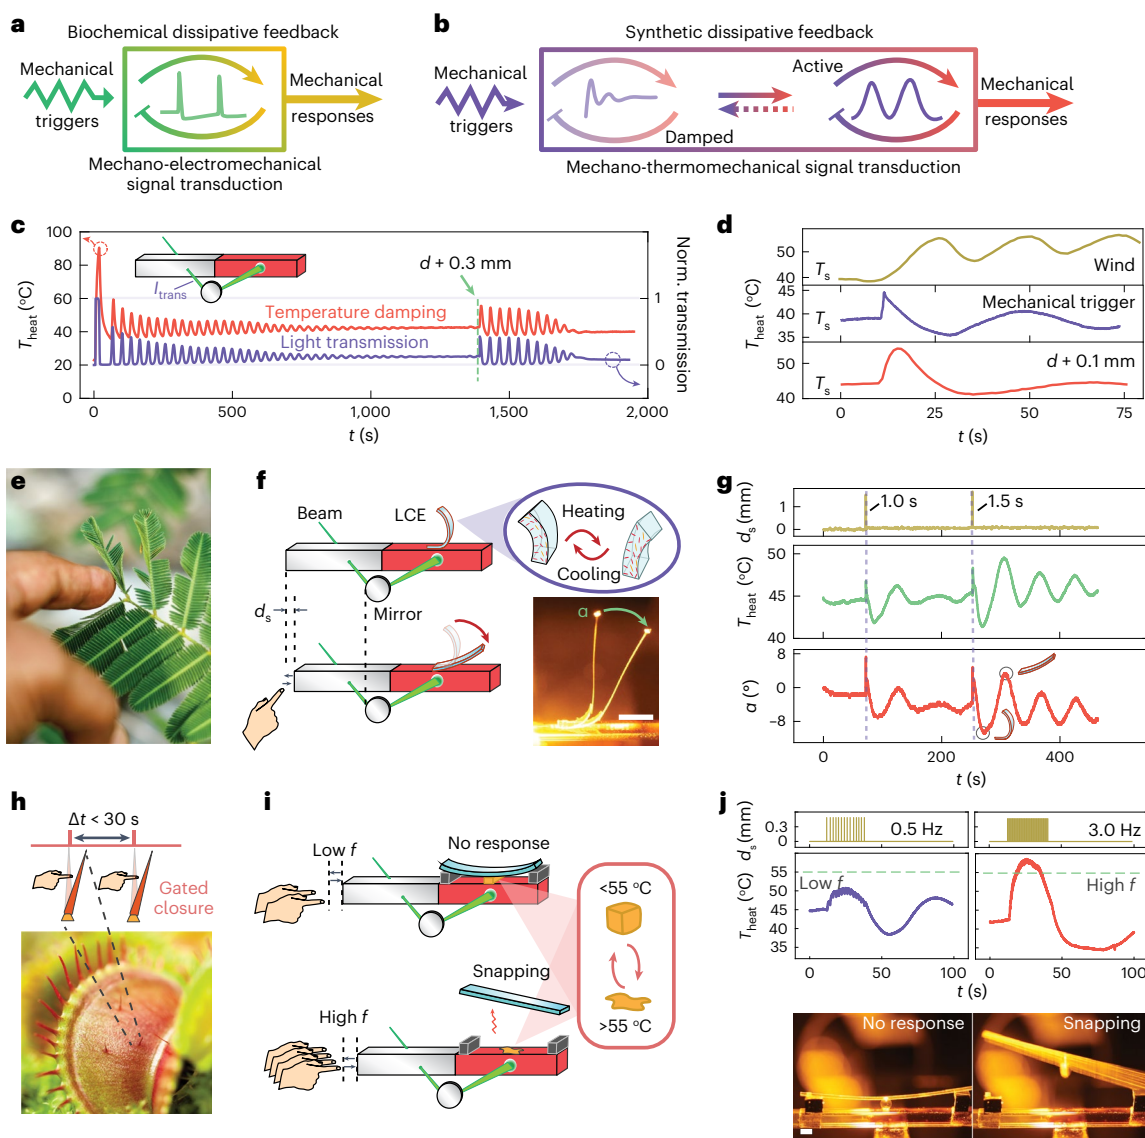 a
Biochemical dissipative feedback
Mechanical
triggers
Mechanical
responses
Mechano-electromechanical
signal transduction
b
Synthetic dissipative feedback
Mechanical
triggers
Active
Damped
Mechanical
responses
Mechano-thermomechanical signal transduction
c
100
80
60
40
20
0
T_heat (°C)
I_trans
d + 0.3 mm
Temperature damping
Light transmission
1
0
Norm. transmission
0
500
1,000
1,500
2,000
t (s)
d
50
40
T_s
Wind
45
40
35
T_s
Mechanical trigger
50
40
T_s
d + 0.1 mm
T_heat (°C)
0
25
50
75
t (s)
e
f
Beam
LCE
Heating
Cooling
d_s
Mirror
α
g
1
0
d_s (mm)
1.0 s
1.5 s
50
45
40
T_heat (°C)
8
0
−8
α (°)
0
200
400
t (s)
h
Δt < 30 s
Gated
closure
i
Low f
No response
<55 °C
>55 °C
Snapping
High f
j
0.3
0
d_s (mm)
0.5 Hz
3.0 Hz
55
50
45
40
35
T_heat (°C)
Low f
High f
0
50
100
0
50
100
t (s)
No response
Snapping